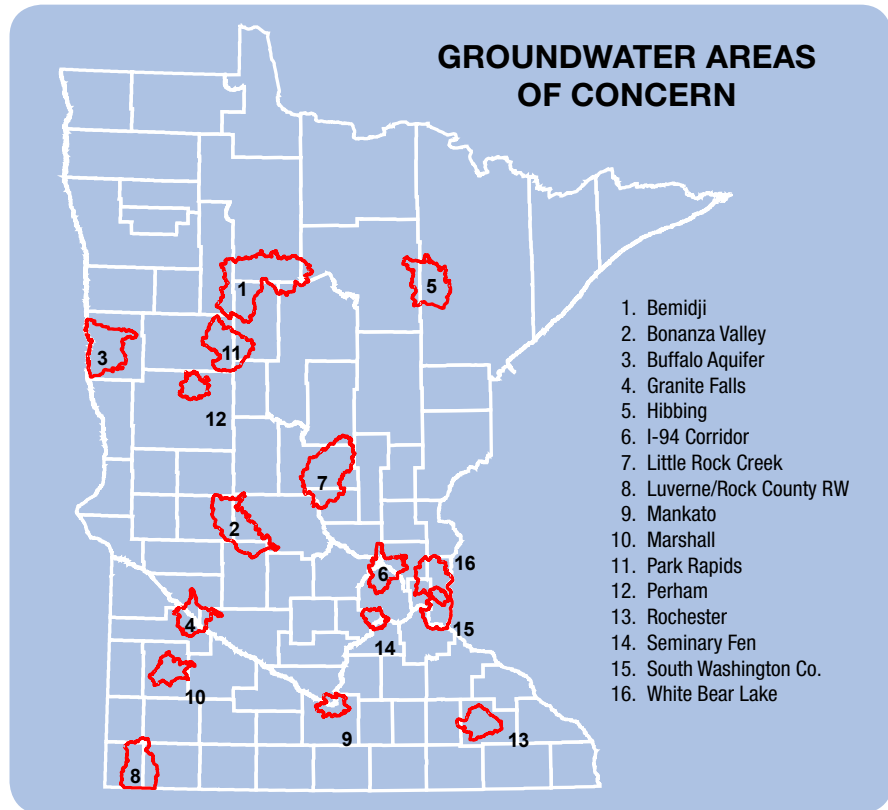 GROUNDWATER AREAS
OF CONCERN
1
5
3
11
12
7
2
6
16
4
15
14
10
9
13
8
1. Bemidji
2. Bonanza Valley
3. Buffalo Aquifer
4. Granite Falls
5. Hibbing
6. I-94 Corridor
7. Little Rock Creek
8. Luverne/Rock County RW
9. Mankato
10. Marshall
11. Park Rapids
12. Perham
13. Rochester
14. Seminary Fen
15. South Washington Co.
16. White Bear Lake